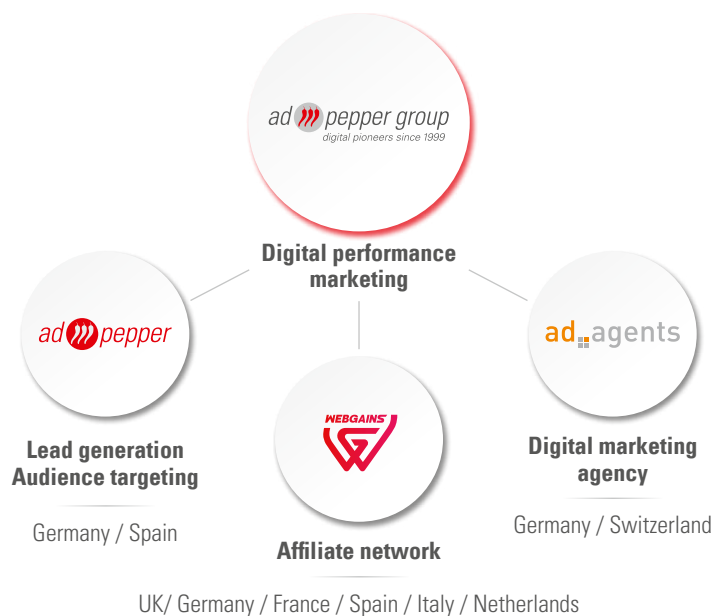 ad pepper group
digital pioneers since 1999
Digital performance
marketing
ad pepper
Lead generation
Audience targeting
Germany / Spain
WEBGAINS
Affiliate network
UK/ Germany / France / Spain / Italy / Netherlands
ad agents
Digital marketing
agency
Germany / Switzerland